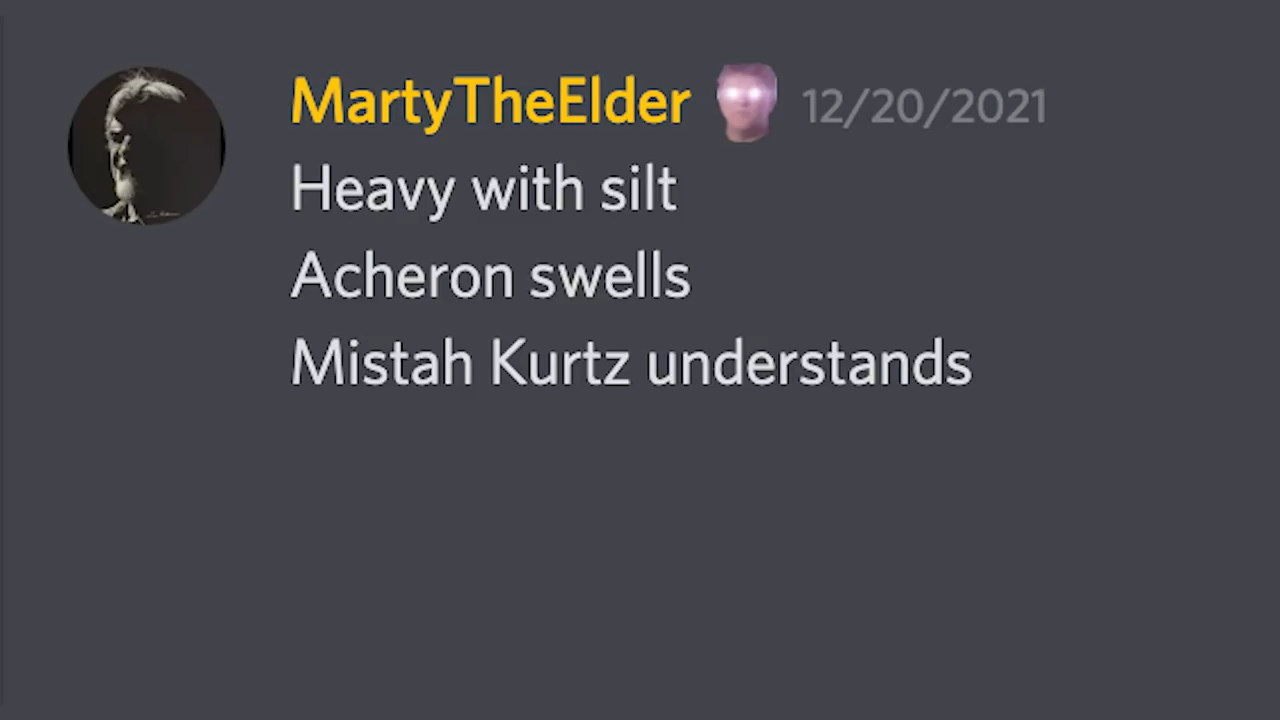 MartyTheElder 12/20/2021
Heavy with silt
Acheron swells
Mistah Kurtz understands